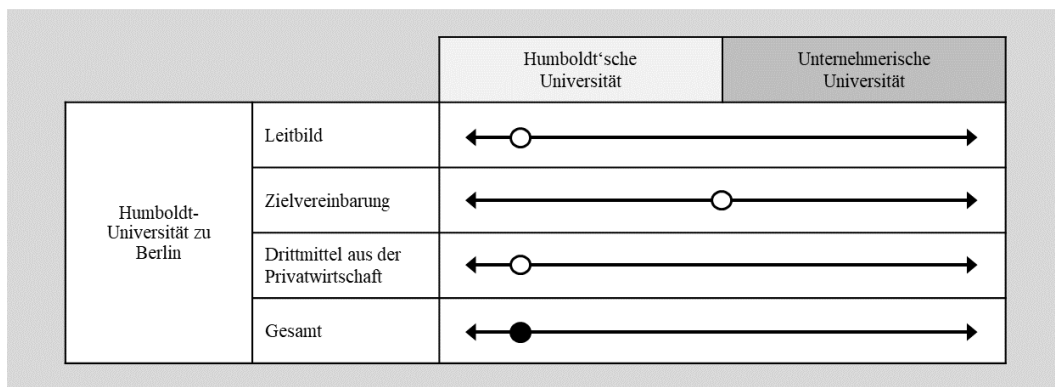 Humboldt‘sche
Universität
Unternehmerische
Universität
Humboldt-
Universität zu
Berlin
Leitbild
Zielvereinbarung
Drittmittel aus der
Privatwirtschaft
Gesamt